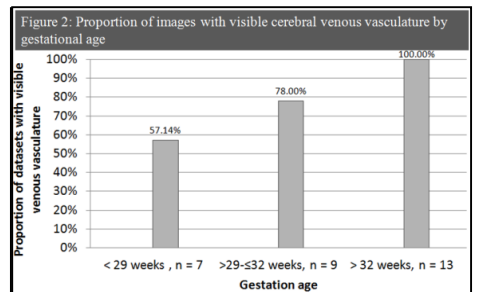 Figure 2: Proportion of images with visible cerebral venous vasculature by
gestational age
Proportion of datasets with visible
venous vasculature
100%
90%
80%
70%
60%
50%
40%
30%
20%
10%
0%
57.14%
78.00%
100.00%
< 29 weeks , n = 7
>29-≤32 weeks, n = 9
> 32 weeks, n = 13
Gestation age